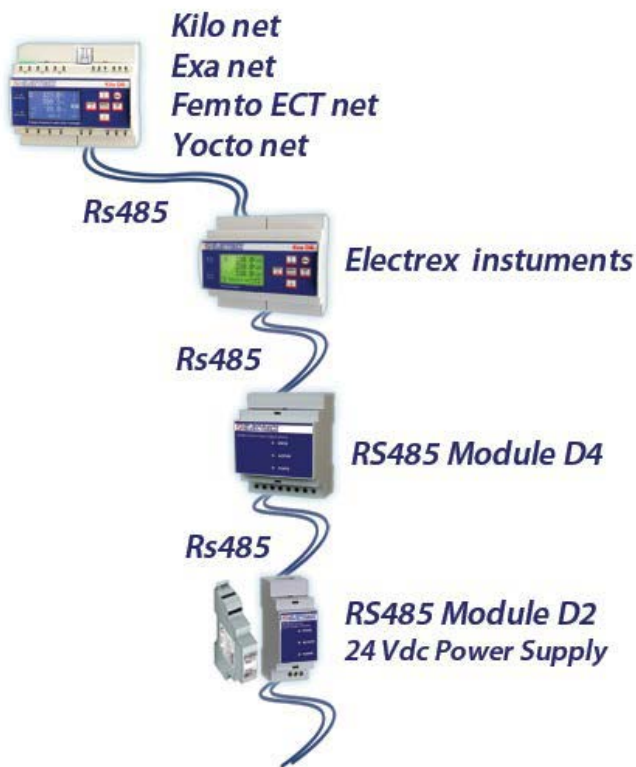 Kilo net
Exa net
Femto ECT net
Yocto net
Rs485
Electrex instuments
Rs485
RS485 Module D4
Rs485
RS485 Module D2
24 Vdc Power Supply